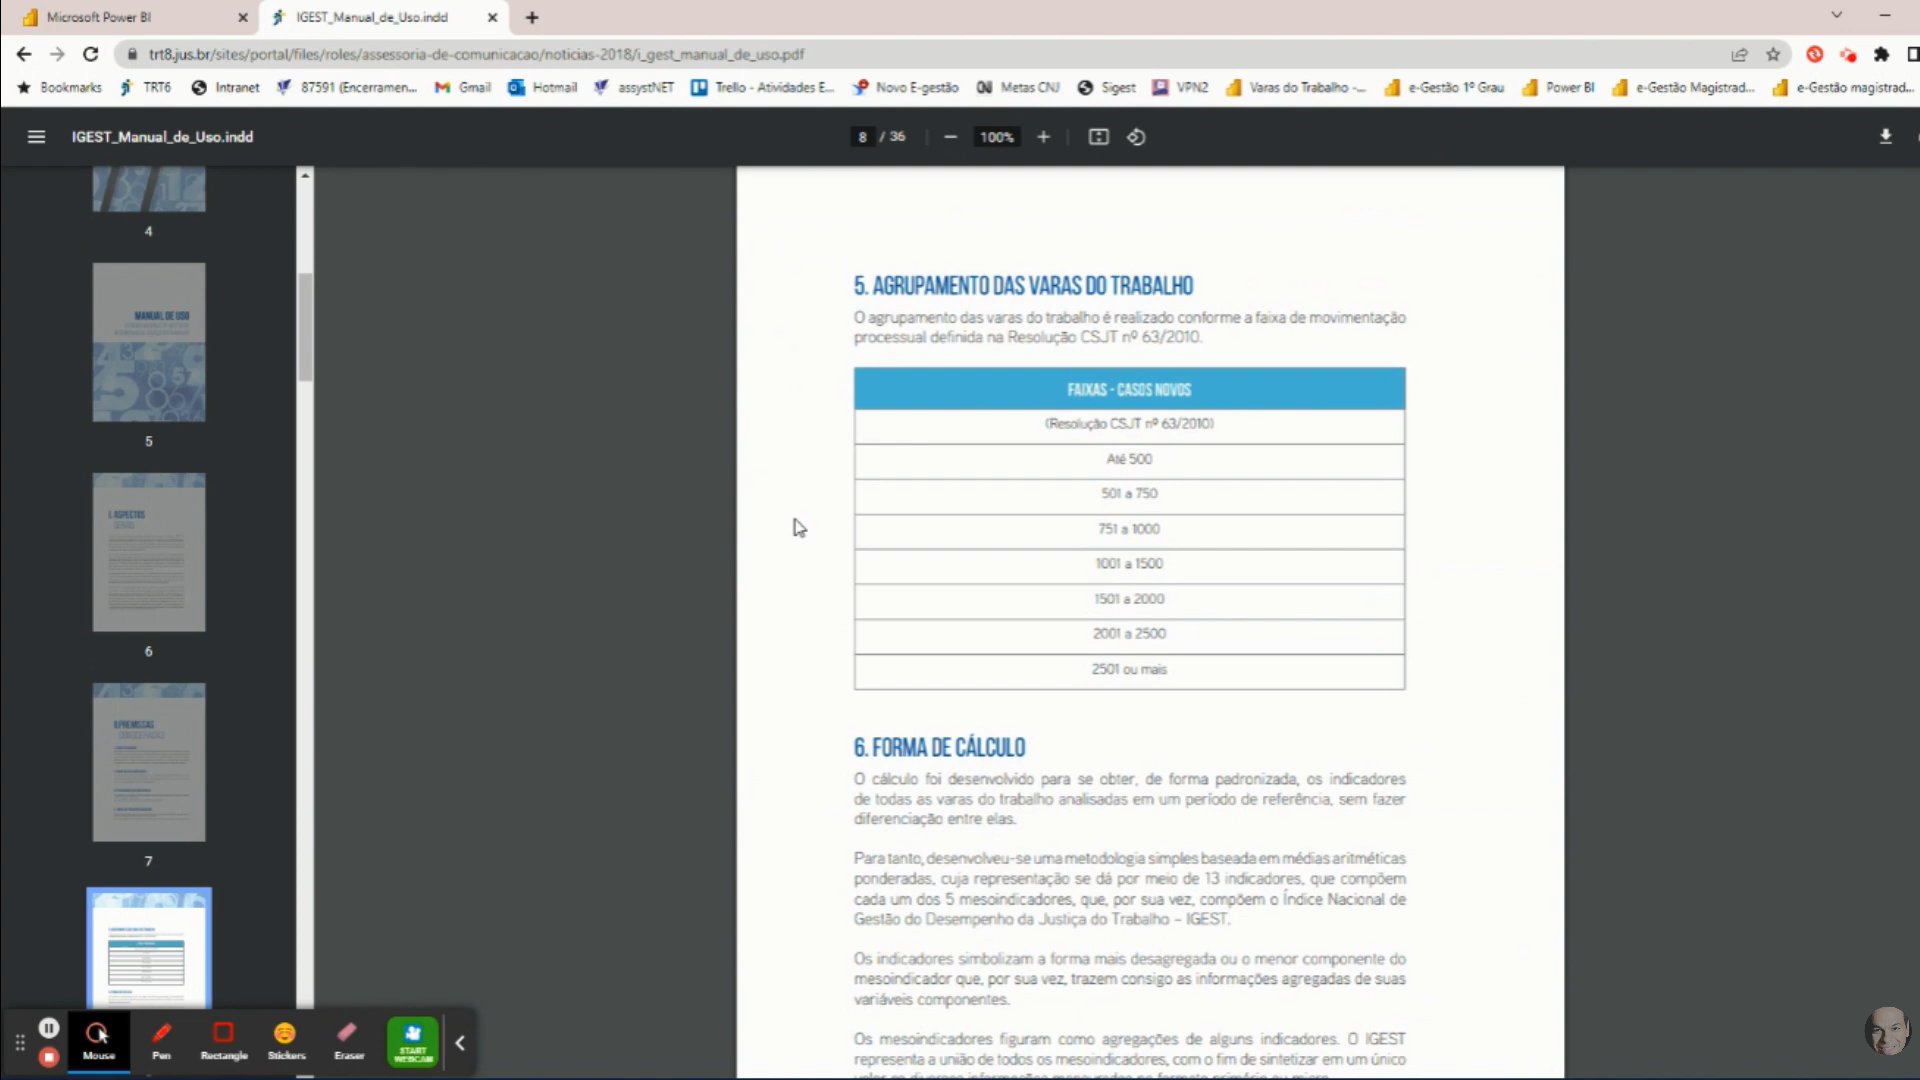 Microsoft Power BI
IGEST_Manual_de_Uso.indd
trt8.jus.br/sites/portal/files/roles/assessoria-de-comunicacao/noticias-2018/i_gest_manual_de_uso.pdf
Bookmarks TRT6 Intranet 87591 (Encerramen... Gmail Hotmail assystNET Trello - Atividades E... Novo E-gestão Metas CNJ Sigest VPN2 Varas do Trabalho -... e-Gestão 1º Grau Power BI e-Gestão Magistrad... e-Gestão magistrad...
IGEST_Manual_de_Uso.indd
8 / 36
100%
4
MANUAL DE USO
5
I. ASPECTOS
6
7
5. AGRUPAMENTO DAS VARAS DO TRABALHO
O agrupamento das varas do trabalho é realizado conforme a faixa de movimentação
processual definida na Resolução CSJT nº 63/2010.
FAIXAS - CASOS NOVOS
(Resolução CSJT nº 63/2010)
Até 500
501 a 750
751 a 1000
1001 a 1500
1501 a 2000
2001 a 2500
2501 ou mais
6. FORMA DE CÁLCULO
O cálculo foi desenvolvido para se obter, de forma padronizada, os indicadores
de todas as varas do trabalho analisadas em um período de referência, sem fazer
diferenciação entre elas.
Para tanto, desenvolveu-se uma metodologia simples baseada em médias aritméticas
ponderadas, cuja representação se dá por meio de 13 indicadores, que compõem
cada um dos 5 mesoindicadores, que, por sua vez, compõem o Índice Nacional de
Gestão do Desempenho da Justiça do Trabalho – IGEST.
Os indicadores simbolizam a forma mais desagregada ou o menor componente do
mesoindicador que, por sua vez, trazem consigo as informações agregadas de suas
variáveis componentes.
Os mesoindicadores figuram como agregações de alguns indicadores. O IGEST
representa a união de todos os mesoindicadores, com o fim de sintetizar em um único
Mouse
Pen
Rectangle
Stickers
Eraser
START
WEBCAM